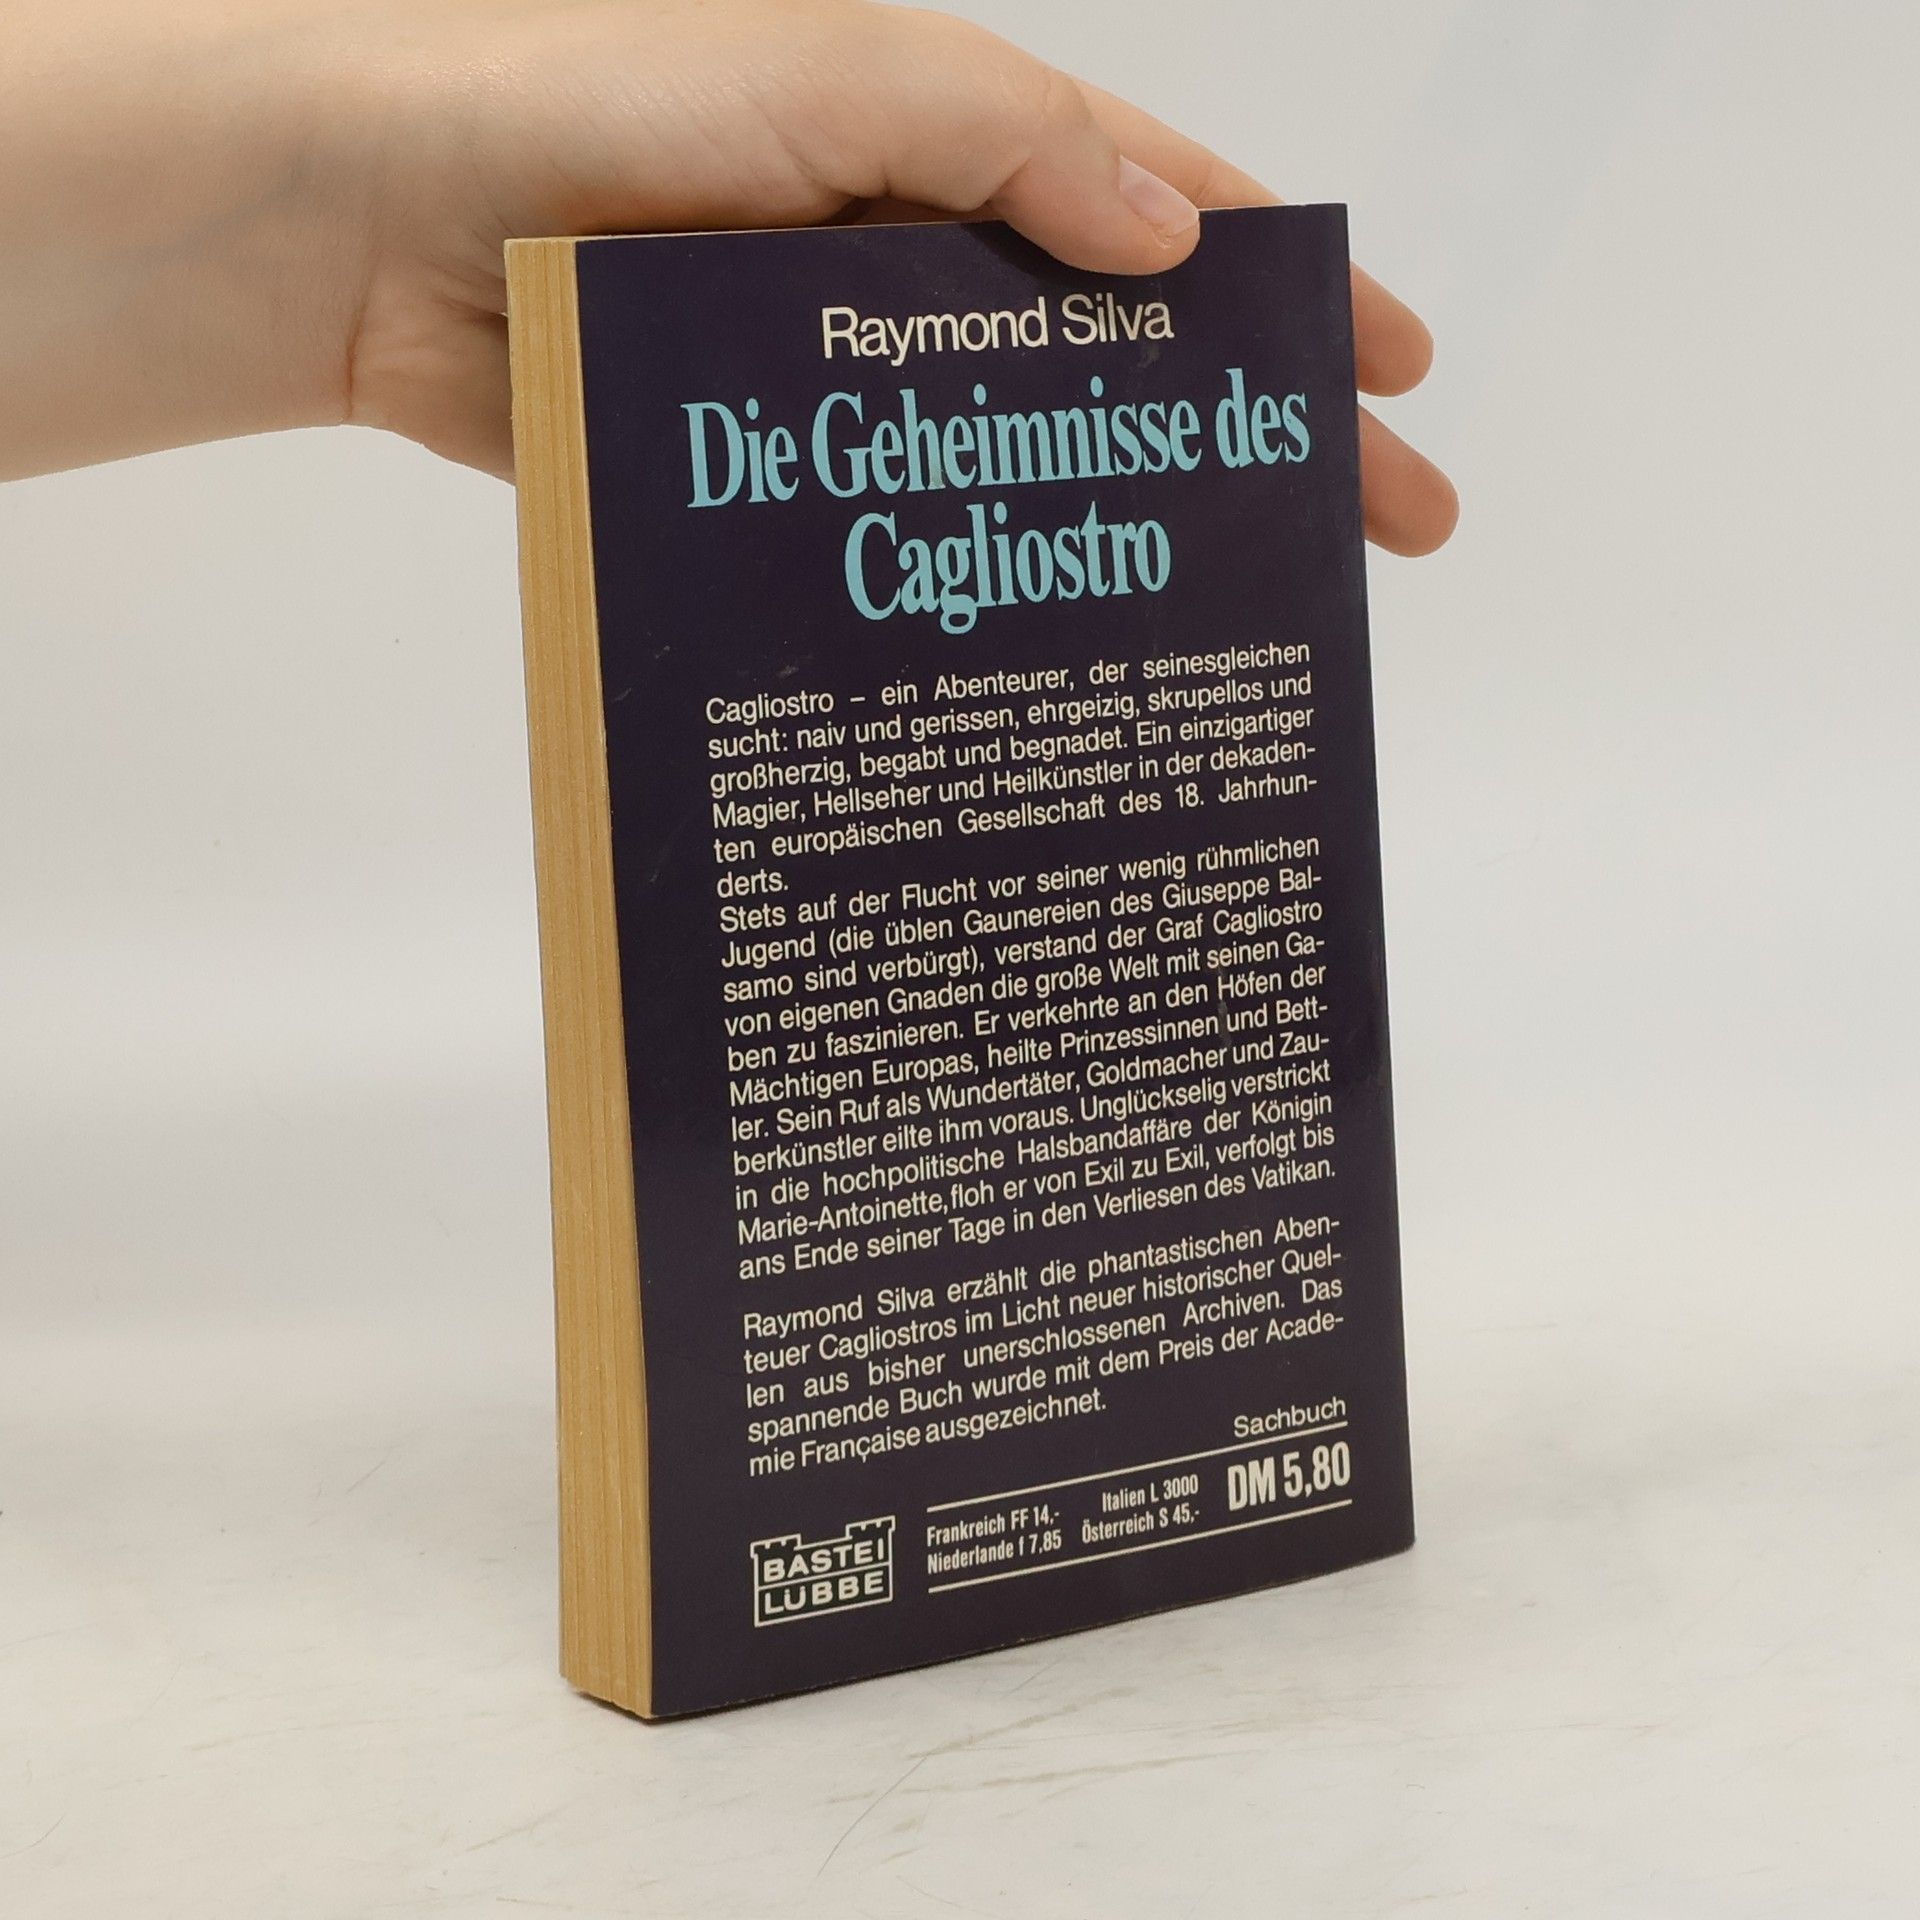 Raymond Silva
Die Geheimnisse des
Cagliostro
Cagliostro – ein Abenteurer, der seinesgleichen
sucht: naiv und gerissen, ehrgeizig, skrupellos und
großherzig, begabt und begnadet. Ein einzigartiger
Magier, Hellseher und Heilkünstler in der dekaden-
ten europäischen Gesellschaft des 18. Jahrhun-
derts.
Stets auf der Flucht vor seiner wenig rühmlichen
Jugend (die üblen Gaunereien des Giuseppe Bal-
samo sind verbürgt), verstand der Graf Cagliostro
von eigenen Gnaden die große Welt mit seinen Ga-
ben zu faszinieren. Er verkehrte an den Höfen der
Mächtigen Europas, heilte Prinzessinnen und Bett-
ler. Sein Ruf als Wundertäter, Goldmacher und Zau-
berkünstler eilte ihm voraus. Unglückselig verstrickt
in die hochpolitische Halsbandaffäre der Königin
Marie-Antoinette, floh er von Exil zu Exil, verfolgt bis
ans Ende seiner Tage in den Verliesen des Vatikan.
Raymond Silva erzählt die phantastischen Aben-
teuer Cagliostros im Licht neuer historischer Quel-
len aus bisher unerschlossenen Archiven. Das
spannende Buch wurde mit dem Preis der Acade-
mie Française ausgezeichnet.
Sachbuch
BASTEI
LÜBBE
Frankreich FF 14,- Italien L 3000
Niederlande f 7,85 Österreich S 45,-
DM 5,80